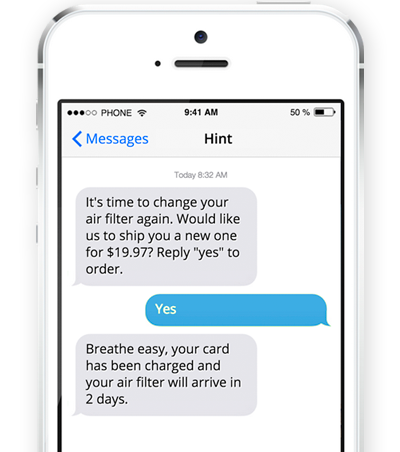 PHONE 9:41 AM 50 %
Messages Hint
Today 8:32 AM
It's time to change your
air filter again. Would like
us to ship you a new one
for $19.97? Reply "yes" to
order.
Yes
Breathe easy, your card
has been charged and
your air filter will arrive in
2 days.